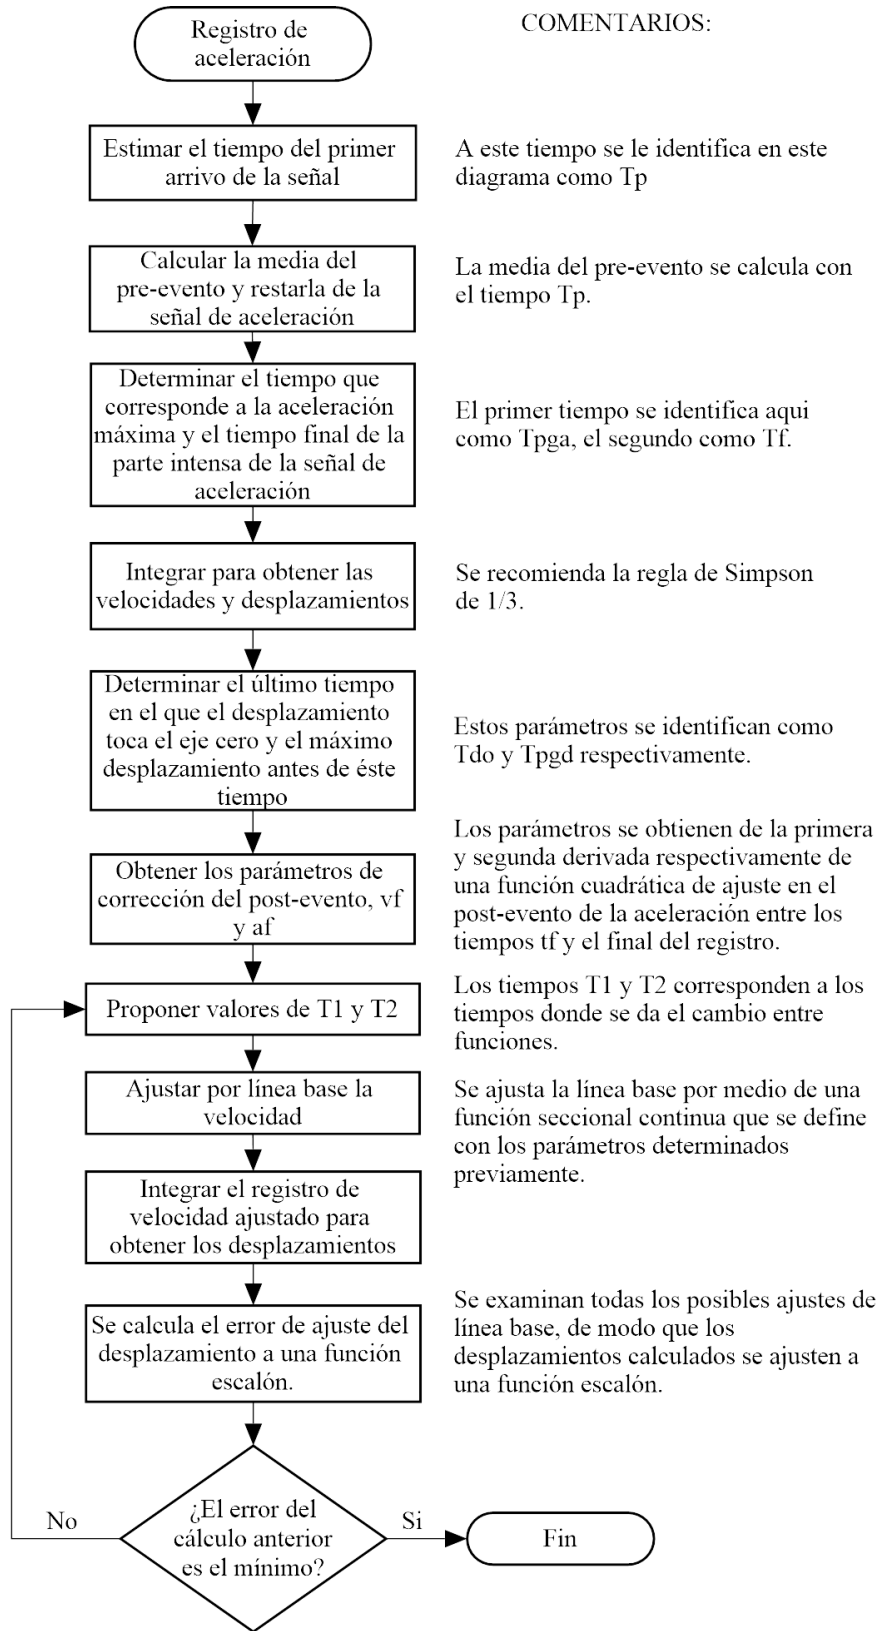 Registro de
aceleración
COMENTARIOS:
Estimar el tiempo del primer
arrivo de la señal
A este tiempo se le identifica en este
diagrama como Tp
Calcular la media del
pre-evento y restarla de la
señal de aceleración
La media del pre-evento se calcula con
el tiempo Tp.
Determinar el tiempo que
corresponde a la aceleración
máxima y el tiempo final de la
parte intensa de la señal de
aceleración
El primer tiempo se identifica aqui
como Tpga, el segundo como Tf.
Integrar para obtener las
velocidades y desplazamientos
Se recomienda la regla de Simpson
de 1/3.
Determinar el último tiempo
en el que el desplazamiento
toca el eje cero y el máximo
desplazamiento antes de éste
tiempo
Estos parámetros se identifican como
Tdo y Tpgd respectivamente.
Obtener los parámetros de
corrección del post-evento, vf
y af
Los parámetros se obtienen de la primera
y segunda derivada respectivamente de
una función cuadrática de ajuste en el
post-evento de la aceleración entre los
tiempos tf y el final del registro.
Proponer valores de T1 y T2
Los tiempos T1 y T2 corresponden a los
tiempos donde se da el cambio entre
funciones.
Ajustar por línea base la
velocidad
Se ajusta la línea base por medio de una
función seccional continua que se define
con los parámetros determinados
previamente.
Integrar el registro de
velocidad ajustado para
obtener los desplazamientos
Se calcula el error de ajuste del
desplazamiento a una función
escalón.
Se examinan todas los posibles ajustes de
línea base, de modo que los
desplazamientos calculados se ajusten a
una función escalón.
¿El error del
cálculo anterior
es el mínimo?
No
Si
Fin